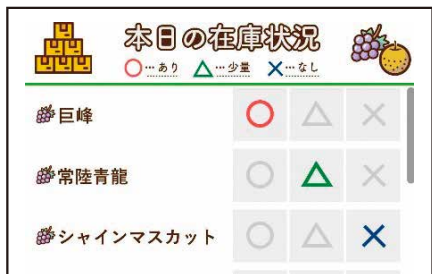 本日の在庫状況
○…あり △…少量 ×…なし
巨峰 ○ △ ×
常陸青龍 ○ △ ×
シャインマスカット ○ △ ×